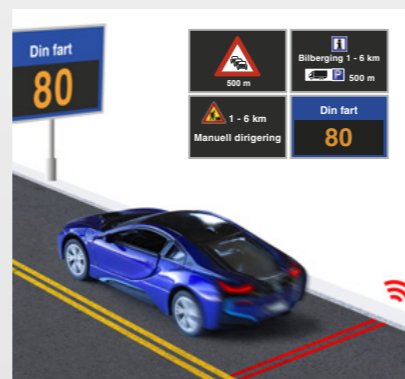 Din fart
80
500 m
i
Bilberging 1 - 6 km
P 500 m
1 - 6 km
Manuell dirigering
Din fart
80